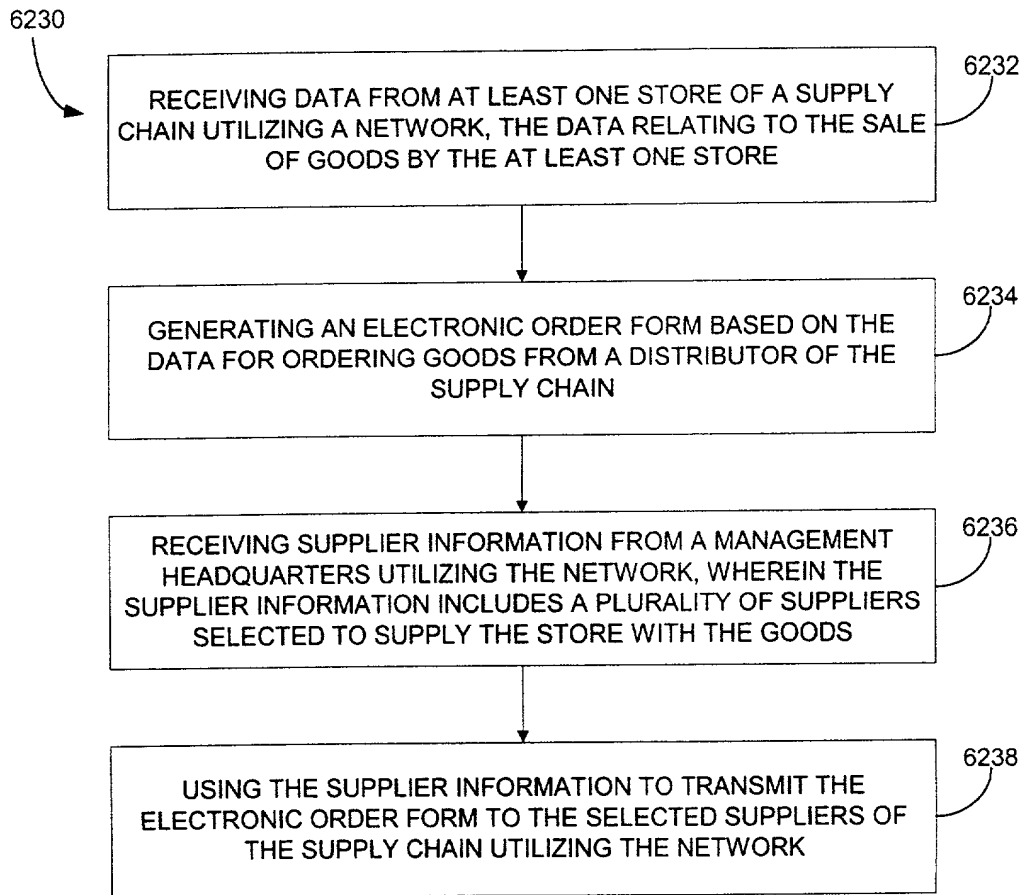 6230
6232
RECEIVING DATA FROM AT LEAST ONE STORE OF A SUPPLY
CHAIN UTILIZING A NETWORK, THE DATA RELATING TO THE SALE
OF GOODS BY THE AT LEAST ONE STORE
6234
GENERATING AN ELECTRONIC ORDER FORM BASED ON THE
DATA FOR ORDERING GOODS FROM A DISTRIBUTOR OF THE
SUPPLY CHAIN
6236
RECEIVING SUPPLIER INFORMATION FROM A MANAGEMENT
HEADQUARTERS UTILIZING THE NETWORK, WHEREIN THE
SUPPLIER INFORMATION INCLUDES A PLURALITY OF SUPPLIERS
SELECTED TO SUPPLY THE STORE WITH THE GOODS
6238
USING THE SUPPLIER INFORMATION TO TRANSMIT THE
ELECTRONIC ORDER FORM TO THE SELECTED SUPPLIERS OF
THE SUPPLY CHAIN UTILIZING THE NETWORK